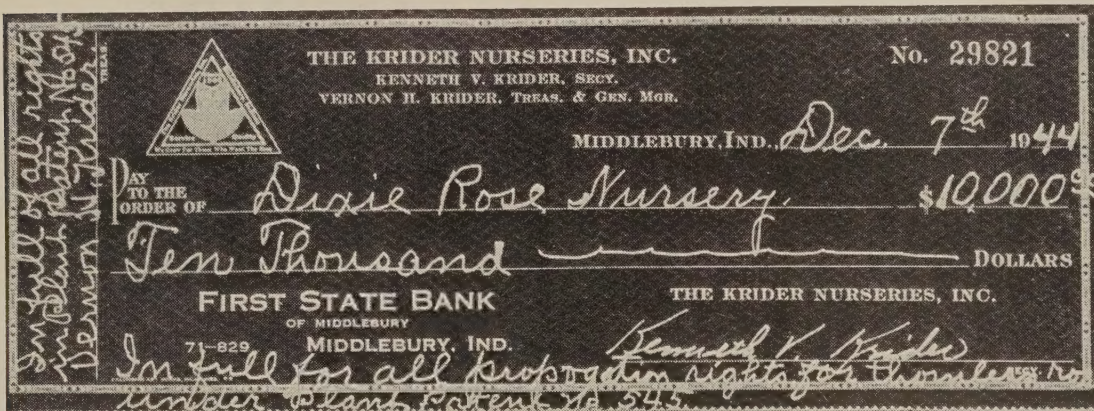 THE KRIDER NURSERIES, INC.
KENNETH V. KRIDER, SECY.
VERNON H. KRIDER, TREAS. & GEN. MGR.
No. 29821
MIDDLEBURY, IND., Dec. 7th 1944
PAY TO THE ORDER OF Dixie Rose Nursery. $10,000
Ten Thousand DOLLARS
FIRST STATE BANK
OF MIDDLEBURY
MIDDLEBURY, IND.
71-829
THE KRIDER NURSERIES, INC.
Kenneth V. Krider
In full for all propogation rights for Thornless
under Plant Patent No 545.
In full of all rights
in Plant Patent No 545
Vernon H. Krider
TREAS.